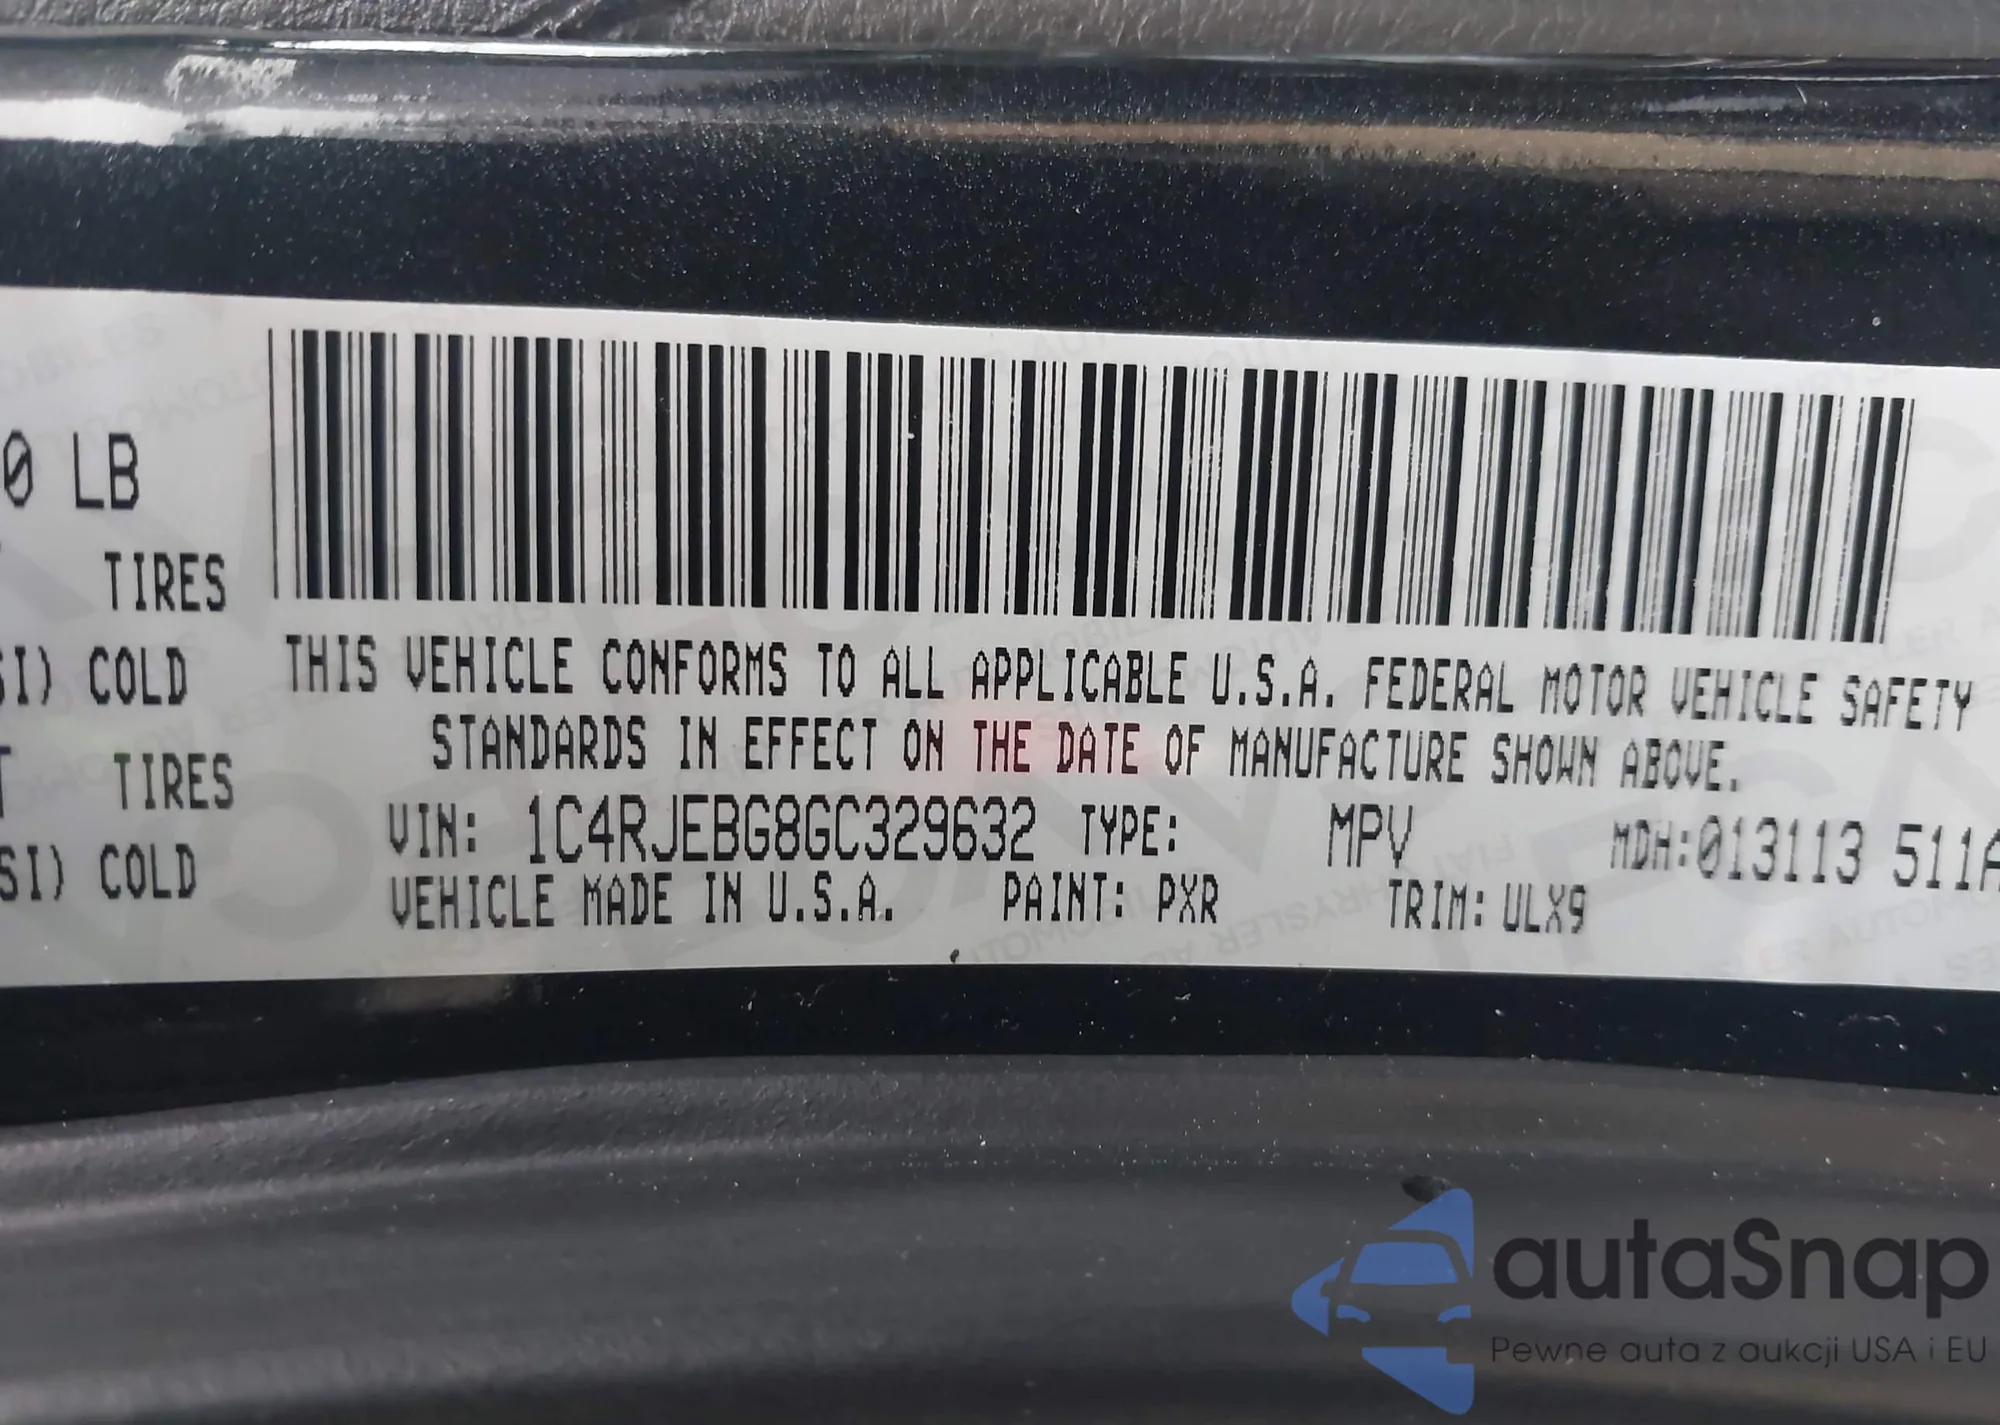 0 LB
TIRES
SI) COLD
T TIRES
SI) COLD
THIS VEHICLE CONFORMS TO ALL APPLICABLE U.S.A. FEDERAL MOTOR VEHICLE SAFETY
STANDARDS IN EFFECT ON THE DATE OF MANUFACTURE SHOWN ABOVE.
VIN: 1C4RJEBG8GC329632 TYPE: MPV MDH:013113 511A
VEHICLE MADE IN U.S.A. PAINT: PXR TRIM: ULX9
autaSnap
Pewne auta z aukcji USA i EU